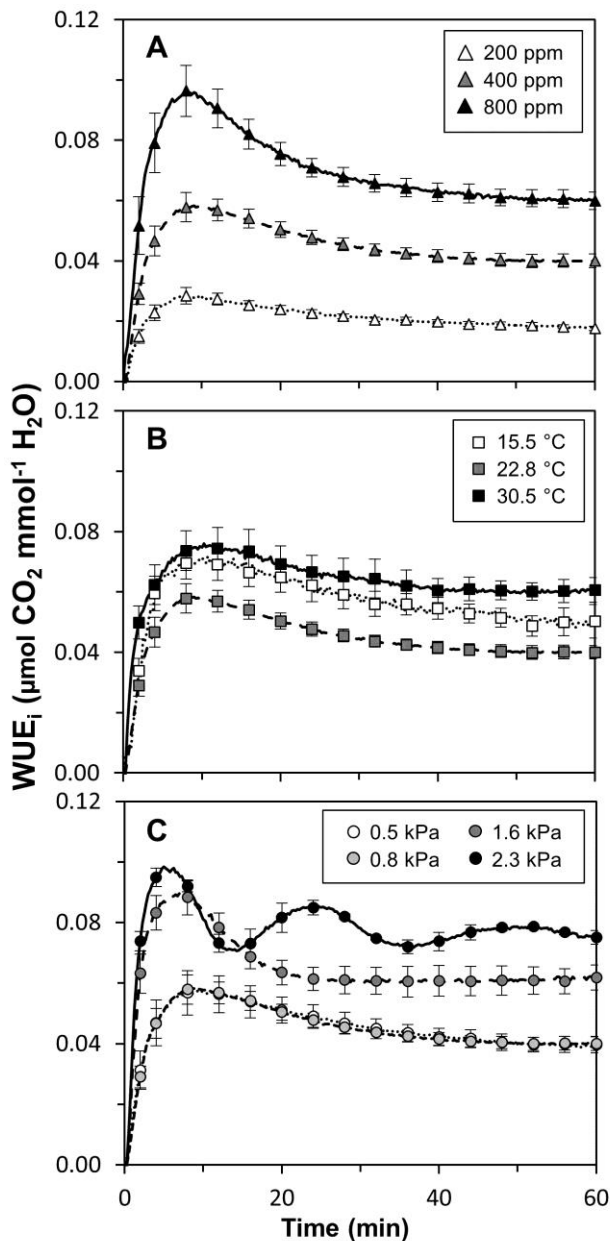 0.12
A
200 ppm
400 ppm
800 ppm
0.08
0.04
0.00
0.12
B
15.5 °C
22.8 °C
30.5 °C
0.08
0.04
0.00
WUEi (µmol CO2 mmol-1 H2O)
0.12
C
0.5 kPa 1.6 kPa
0.8 kPa 2.3 kPa
0.08
0.04
0.00
0 20 40 60
Time (min)